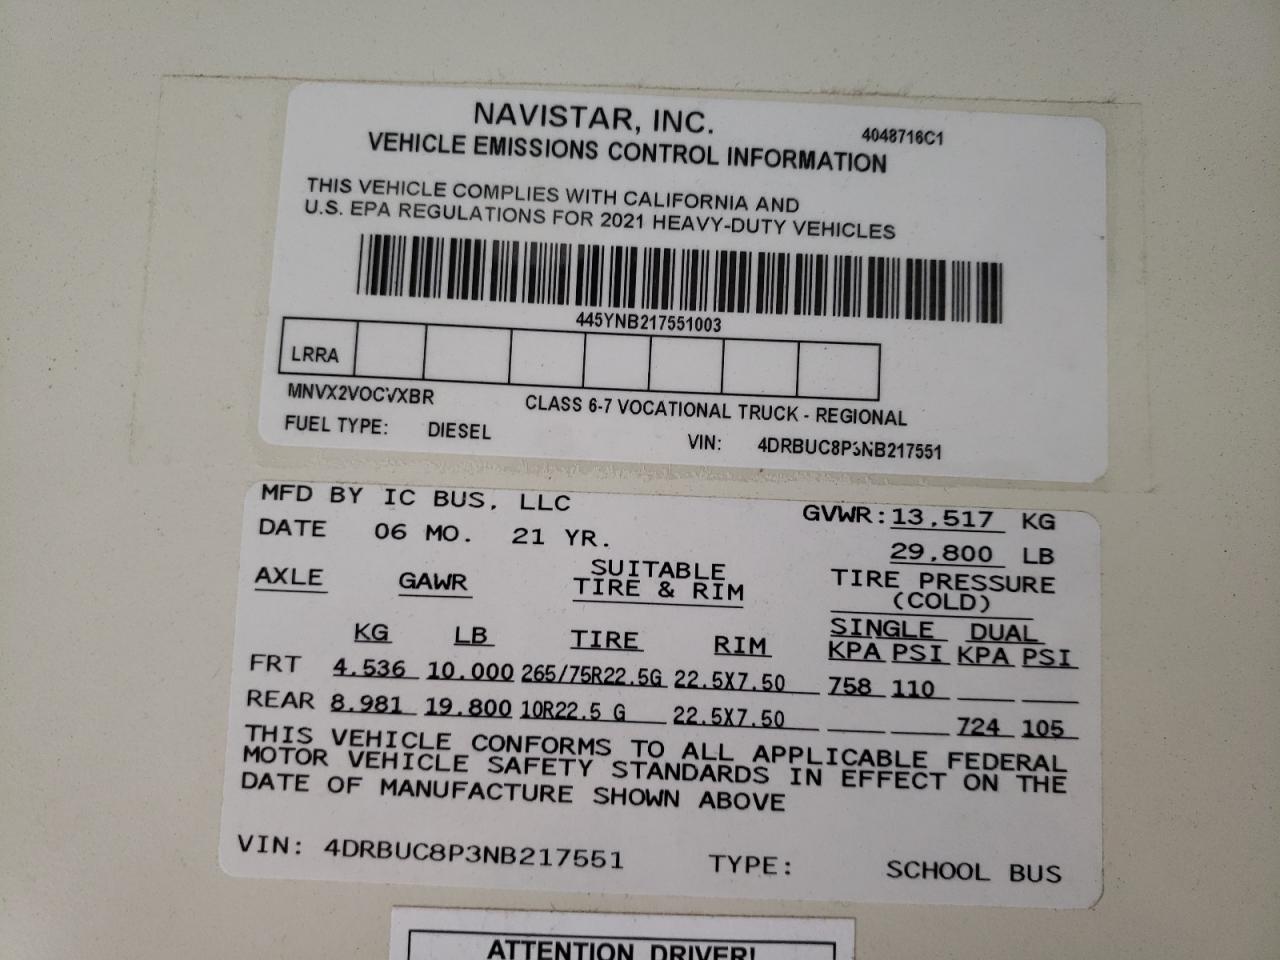 NAVISTAR, INC.
4048716C1
VEHICLE EMISSIONS CONTROL INFORMATION
THIS VEHICLE COMPLIES WITH CALIFORNIA AND
U.S. EPA REGULATIONS FOR 2021 HEAVY-DUTY VEHICLES
445YNB217551003
LRRA
MNVX2VOCVXBR CLASS 6-7 VOCATIONAL TRUCK - REGIONAL
FUEL TYPE: DIESEL VIN: 4DRBUC8P3NB217551
MFD BY IC BUS, LLC GVWR: 13,517 KG
DATE 06 MO. 21 YR. 29,800 LB
AXLE GAWR SUITABLE
TIRE & RIM
TIRE PRESSURE
(COLD)
SINGLE DUAL
KG LB TIRE RIM KPA PSI KPA PSI
FRT 4,536 10,000 265/75R22.5G 22.5X7.50 758 110
REAR 8,981 19,800 10R22.5 G 22.5X7.50 724 105
THIS VEHICLE CONFORMS TO ALL APPLICABLE FEDERAL
MOTOR VEHICLE SAFETY STANDARDS IN EFFECT ON THE
DATE OF MANUFACTURE SHOWN ABOVE
VIN: 4DRBUC8P3NB217551 TYPE: SCHOOL BUS
ATTENTION DRIVER!